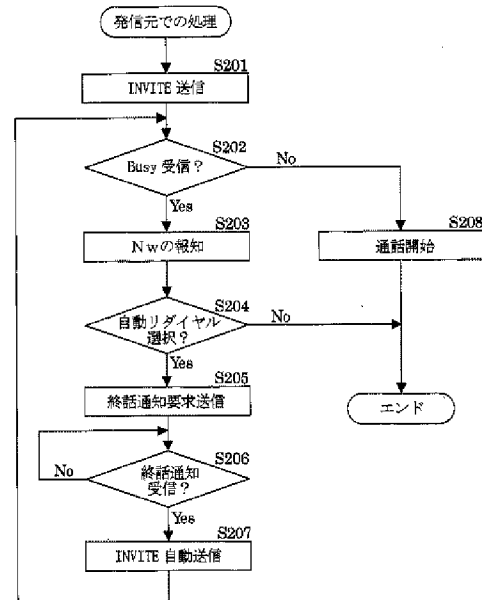 発信元での処理
S201
INVITE 送信
S202
Busy 受信?
No
Yes
S203
Nwの報知
S208
通話開始
S204
自動リダイヤル
選択?
No
Yes
S205
終話通知要求送信
エンド
S206
終話通知
受信?
No
Yes
S207
INVITE 自動送信